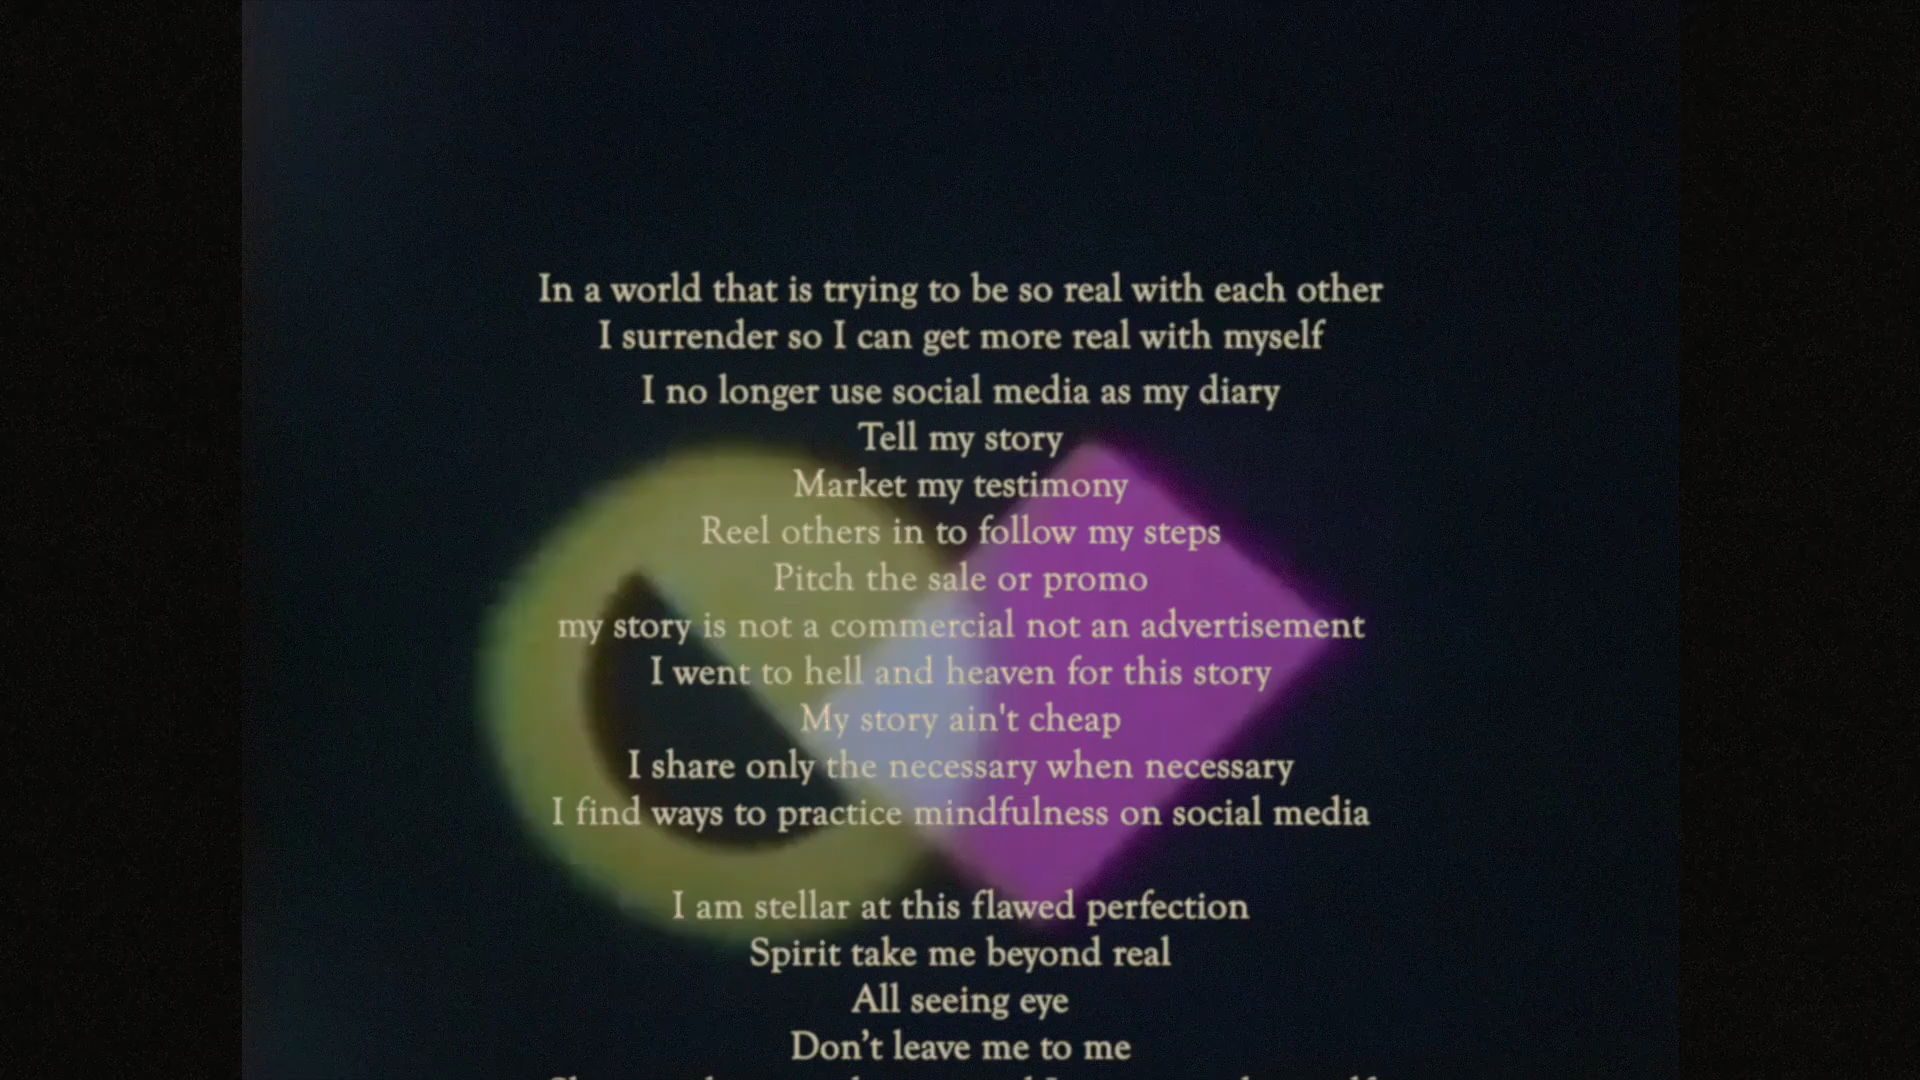 In a world that is trying to be so real with each other
I surrender so I can get more real with myself
I no longer use social media as my diary
Tell my story
Market my testimony
Reel others in to follow my steps
Pitch the sale or promo
my story is not a commercial not an advertisement
I went to hell and heaven for this story
My story ain't cheap
I share only the necessary when necessary
I find ways to practice mindfulness on social media
I am stellar at this flawed perfection
Spirit take me beyond real
All seeing eye
Don’t leave me to me